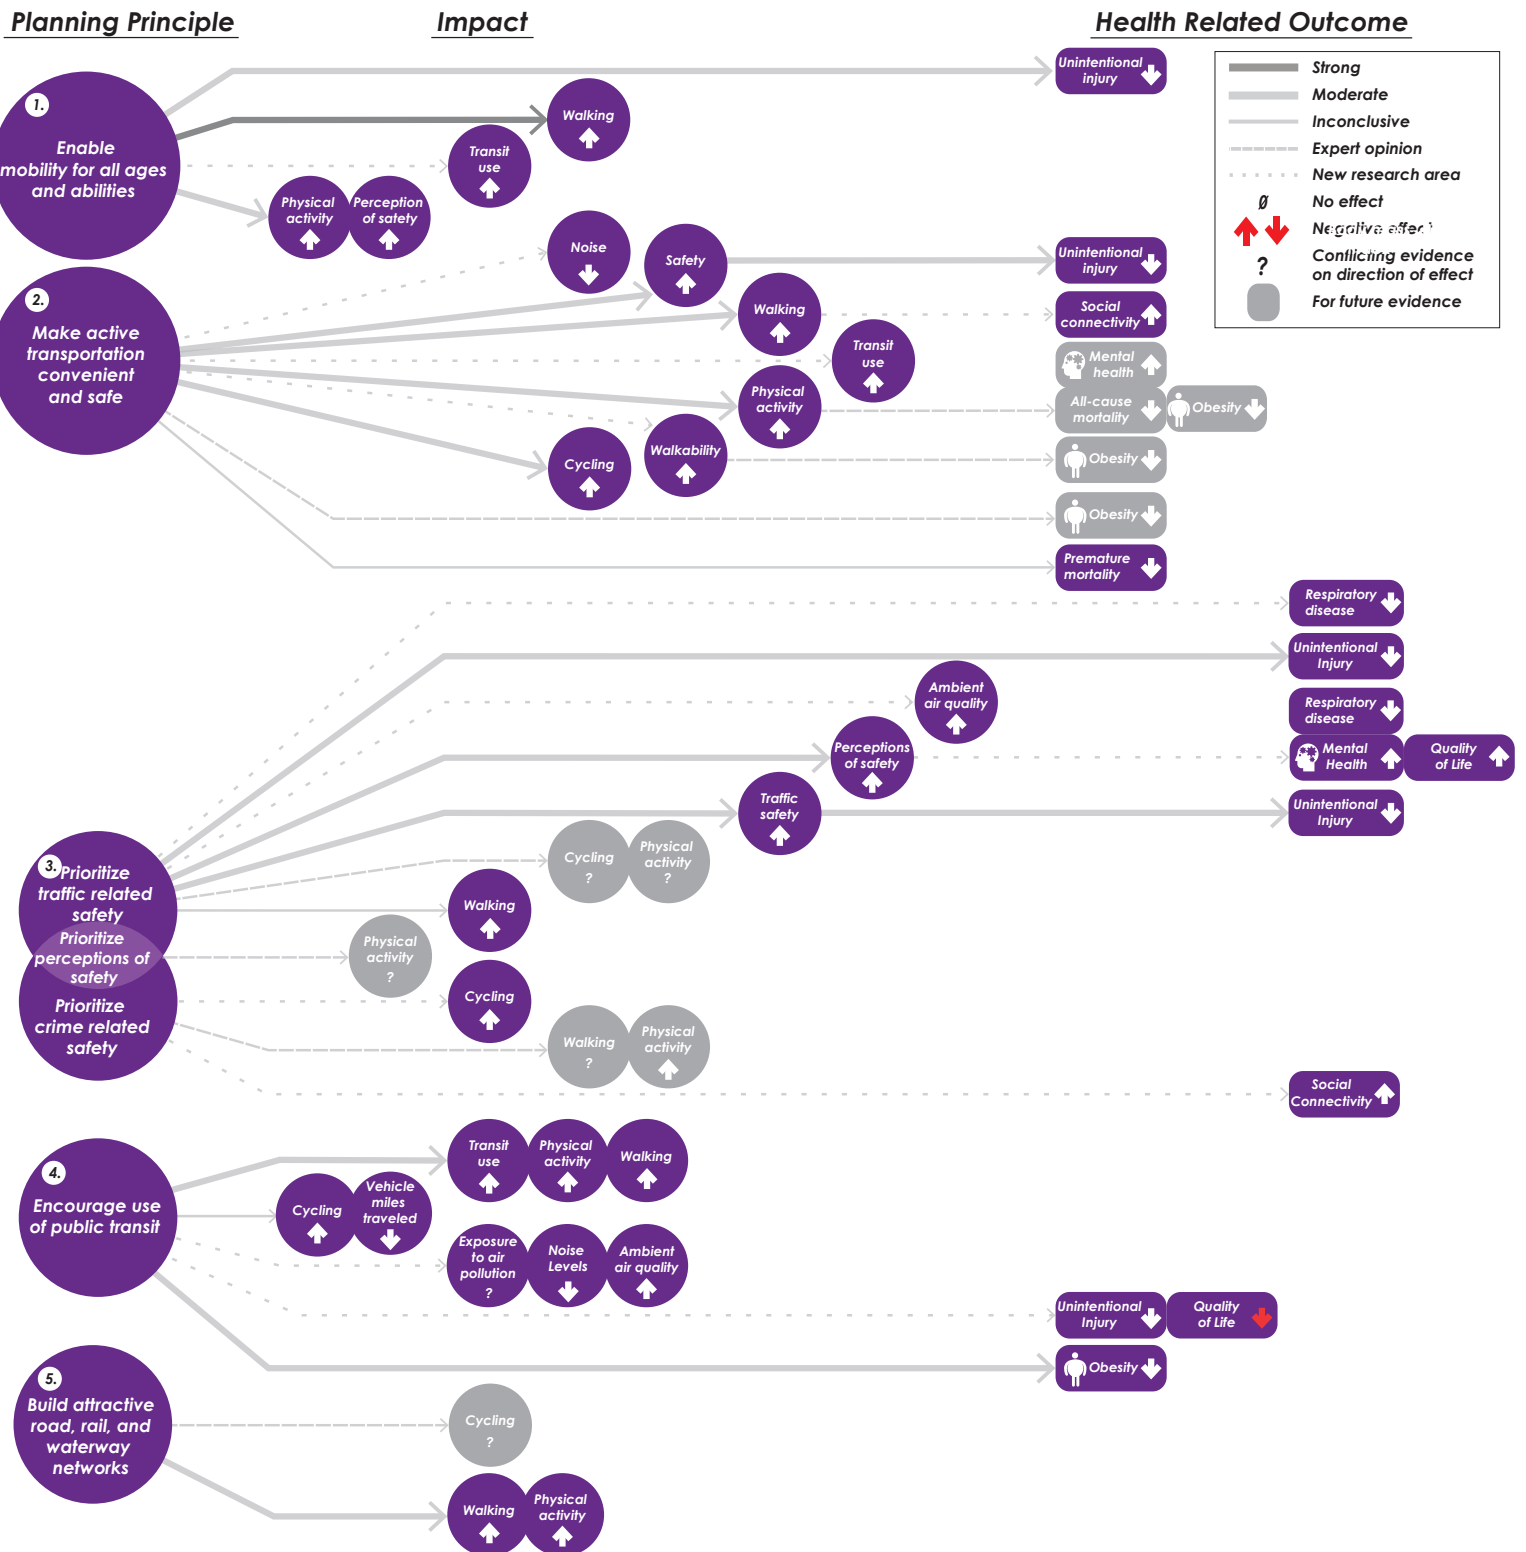 Planning Principle
Impact
Health Related Outcome
Strong
Moderate
Inconclusive
Expert opinion
New research area
Ø
No effect
Negative effect
?
Conflicting evidence
on direction of effect
For future evidence
1.
Enable
mobility for all ages
and abilities
Unintentional
injury
Walking
Transit
use
Physical
activity
Perception
of safety
2.
Make active
transportation
convenient
and safe
Noise
Safety
Unintentional
injury
Walking
Social
connectivity
Transit
use
Mental
health
Physical
activity
All-cause
mortality
Obesity
Walkability
Obesity
Cycling
Obesity
Premature
mortality
Respiratory
disease
Unintentional
Injury
Ambient
air quality
Respiratory
disease
Perceptions
of safety
Mental
Health
Quality
of Life
Traffic
safety
Unintentional
Injury
3.
Prioritize
traffic related
safety
Cycling
?
Physical
activity
?
Walking
Prioritize
perceptions of
safety
Physical
activity
?
Prioritize
crime related
safety
Cycling
Walking
?
Physical
activity
Social
Connectivity
4.
Encourage use
of public transit
Transit
use
Physical
activity
Walking
Cycling
Vehicle
miles
traveled
Exposure
to air
pollution
?
Noise
Levels
Ambient
air quality
Unintentional
Injury
Quality
of Life
Obesity
5.
Build attractive
road, rail, and
waterway
networks
Cycling
?
Walking
Physical
activity